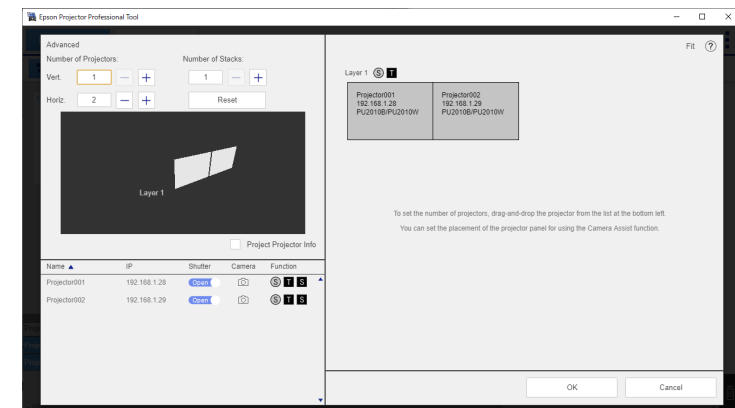 Epson Projector Professional Tool
Advanced
Number of Projectors:
Number of Stacks:
Vert.
1
1
Horiz.
2
Reset
Layer 1
Project Projector Info
Name
IP
Shutter
Camera
Function
Projector001
192.168.1.28
Open
S T S
Projector002
192.168.1.29
Open
S T S
Fit
?
Layer 1 S T
Projector001
192.168.1.28
PU2010B/PU2010W
Projector002
192.168.1.29
PU2010B/PU2010W
To set the number of projectors, drag-and-drop the projector from the list at the bottom left.
You can set the placement of the projector panel for using the Camera Assist function.
OK
Cancel